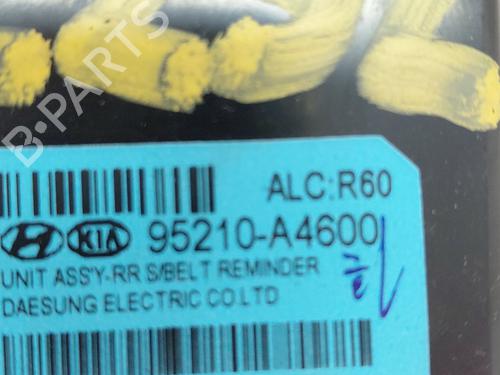 B-PARTS
ALC:R60
KIA 95210-A4600
UNIT ASS'Y-RR S/BELT REMINDER
DAESUNG ELECTRIC CO.LTD